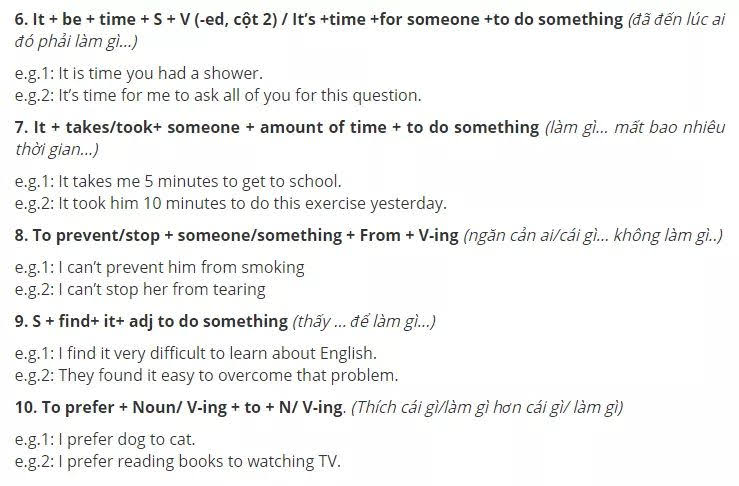 6. It + be + time + S + V (-ed, cột 2) / It’s +time +for someone +to do something (đã đến lúc ai
đó phải làm gì...)
e.g.1: It is time you had a shower.
e.g.2: It’s time for me to ask all of you for this question.
7. It + takes/took+ someone + amount of time + to do something (làm gì... mất bao nhiêu
thời gian...)
e.g.1: It takes me 5 minutes to get to school.
e.g.2: It took him 10 minutes to do this exercise yesterday.
8. To prevent/stop + someone/something + From + V-ing (ngăn cản ai/cái gì... không làm gì..)
e.g.1: I can’t prevent him from smoking
e.g.2: I can’t stop her from tearing
9. S + find+ it+ adj to do something (thấy ... để làm gì...)
e.g.1: I find it very difficult to learn about English.
e.g.2: They found it easy to overcome that problem.
10. To prefer + Noun/ V-ing + to + N/ V-ing. (Thích cái gì/làm gì hơn cái gì/ làm gì)
e.g.1: I prefer dog to cat.
e.g.2: I prefer reading books to watching TV.